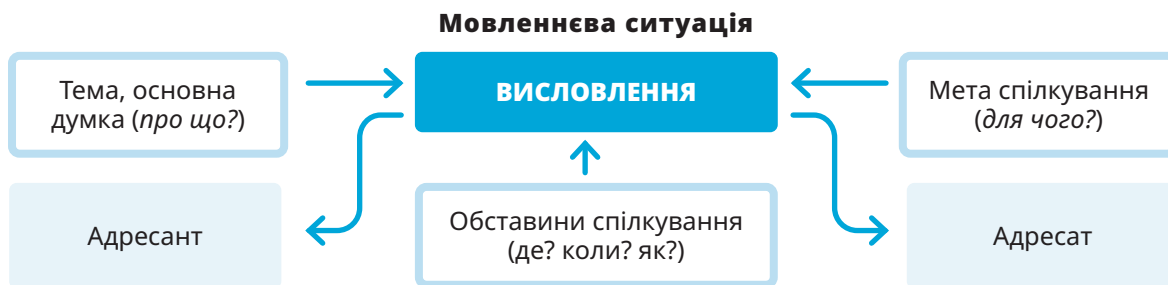 Мовленнєва ситуація
Тема, основна
думка (про що?)
ВИСЛОВЛЕННЯ
Мета спілкування
(для чого?)
Адресант
Обставини спілкування
(де? коли? як?)
Адресат